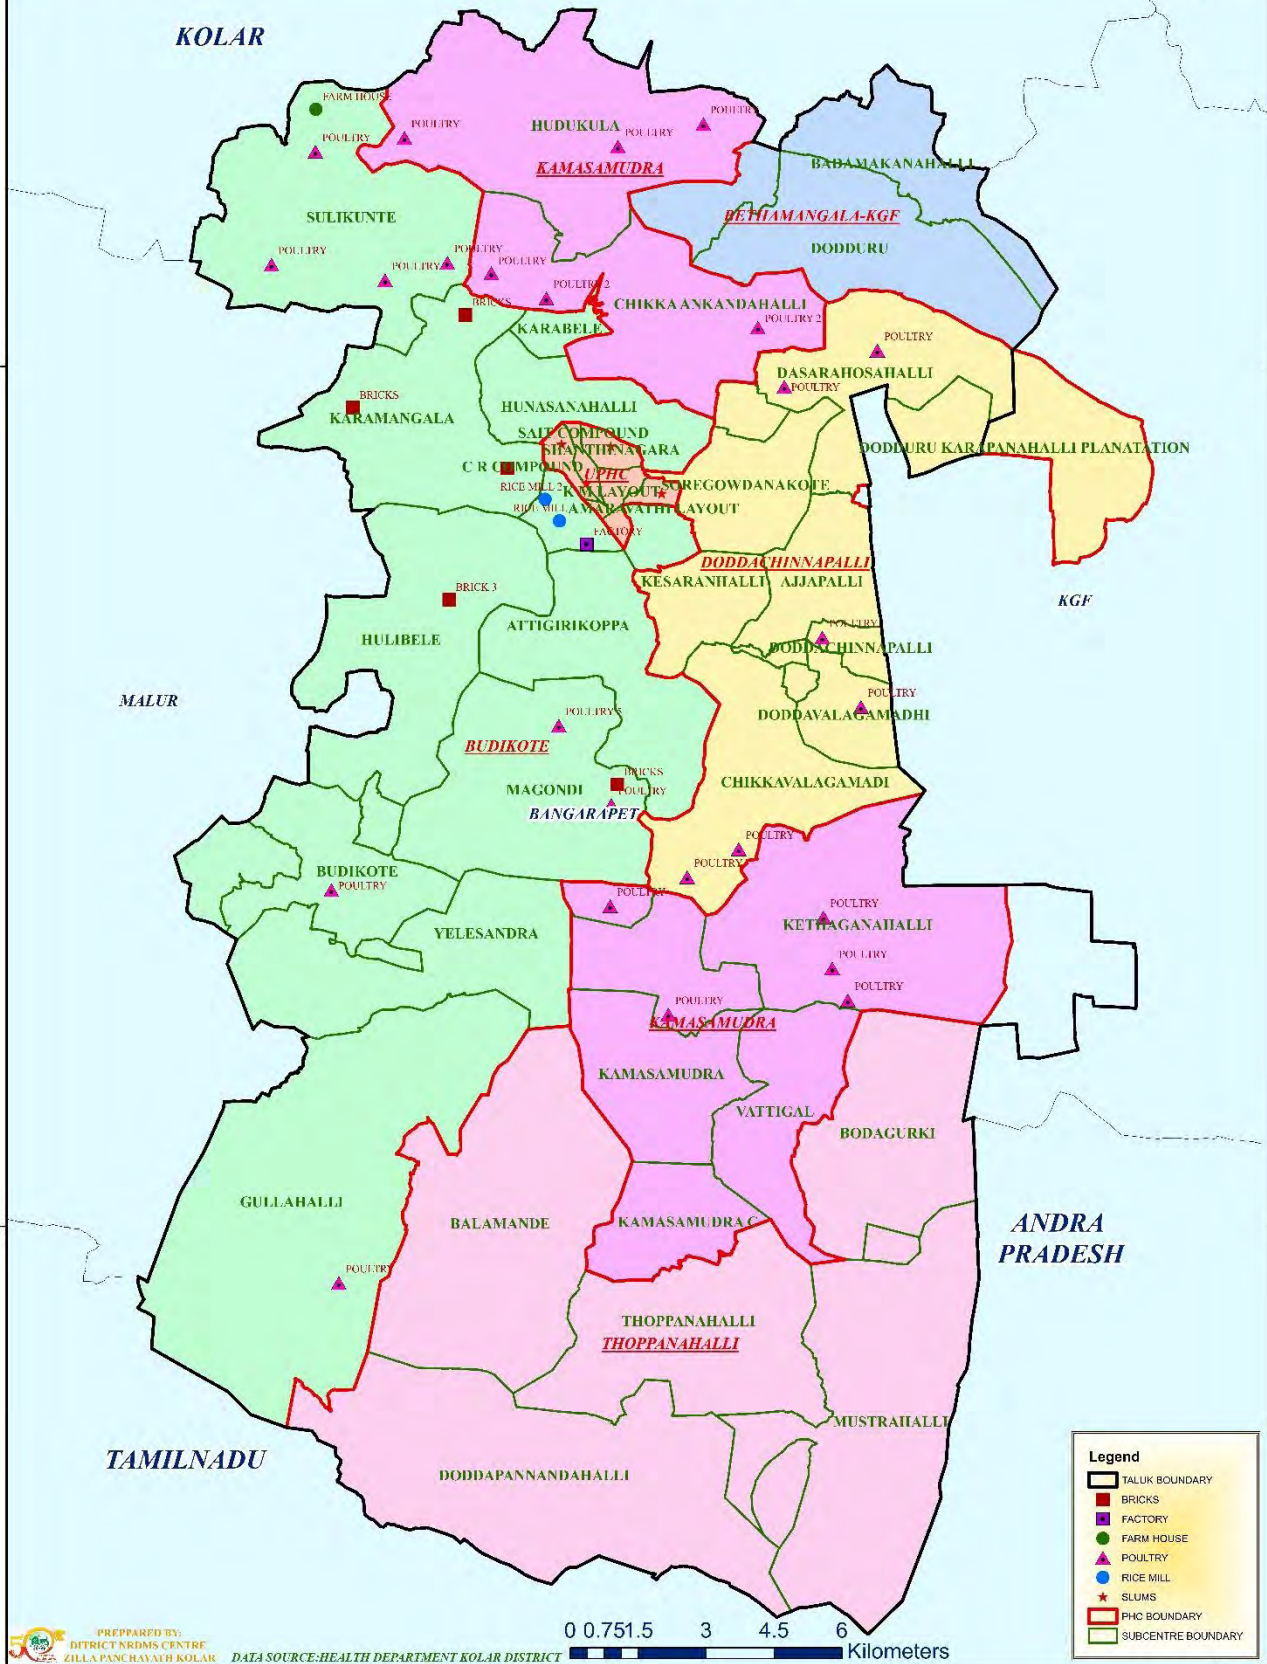 KOLAR
FARM HOUSE
POULTRY
POULTRY
HUDUKULA
POULTRY
POULTRY
KAMASAMUDRA
BADAMAKANAHALLI
SULIKUNTE
BETHAMANGALA-KGF
DODDURU
POULTRY
POULTRY
POULTRY
POULTRY
POULTRY 2
BRICKS
CHIKKA ANKANDAHALLI
KARABELE
POULTRY 2
POULTRY
DASARAHOSAHALLI
POULTRY
BRICKS
KARAMANGALA
HUNASANAHALLI
SAIT COMPOUND
SHANTHINAGARA
DODDURU KARAPANAHALLI PLANATATION
C R COMPOUND
UPHC
RICE MILL 2
K M LAYOUT
SOREGOWDANAKOTE
RICE MILL
AMARAVATHI LAYOUT
FACTORY
DODDACHINNAPALLI
KESARANHALLI
AJJAPALLI
BRICK 3
KGF
ATTIGIRIKOPPA
HULIBELE
POULTRY
DODDACHINNAPALLI
MALUR
POULTRY
POULTRY 5
DODDAVALAGAMADHI
BUDIKOTE
BRICKS
CHIKKAVALAGAMADI
MAGONDI
POULTRY
BANGARAPET
POULTRY
POULTRY
BUDIKOTE
POULTRY
POULTRY
POULTRY
KETHAGANAHALLI
YELESANDRA
POULTRY
POULTRY
POULTRY
KAMASAMUDRA
KAMASAMUDRA
VATTIGAL
BODAGURKI
GULLAHALLI
BALAMANDE
KAMASAMUDRA C
ANDRA
PRADESH
POULTRY
THOPPANAHALLI
THOPPANAHALLI
MUSTRAHALLI
TAMILNADU
DODDAPANNANDAHALLI
Legend
TALUK BOUNDARY
BRICKS
FACTORY
FARM HOUSE
POULTRY
RICE MILL
SLUMS
PHC BOUNDARY
SUBCENTRE BOUNDARY
PREPPARED BY:
DITRICT NRDMS CENTRE
ZILLA PANCHAYATH KOLAR
DATA SOURCE:HEALTH DEPARTMENT KOLAR DISTRICT
0 0.751.5 3 4.5 6
Kilometers